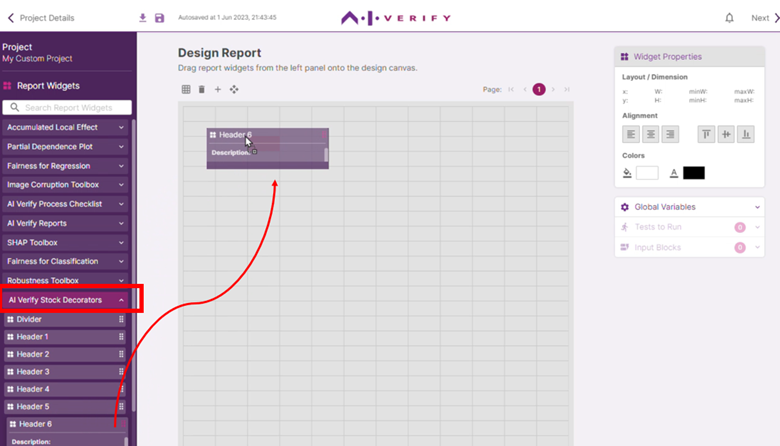 Project Details
Autosaved at 1 Jun 2023, 21:43:45
A.I. VERIFY
Next
Project
My Custom Project
Report Widgets
Search Report Widgets
Accumulated Local Effect
Partial Dependence Plot
Fairness for Regression
Image Corruption Toolbox
AI Verify Process Checklist
AI Verify Reports
SHAP Toolbox
Fairness for Classification
Robustness Toolbox
AI Verify Stock Decorators
Divider
Header 1
Header 2
Header 3
Header 4
Header 5
Header 6
Description:
Design Report
Drag report widgets from the left panel onto the design canvas.
Page: 1
Header 6
Description:
Widget Properties
Layout / Dimension
x: W: minW: maxW:
y: H: minH: maxH:
Alignment
Colors
A
Global Variables
Tests to Run 0
Input Blocks 0